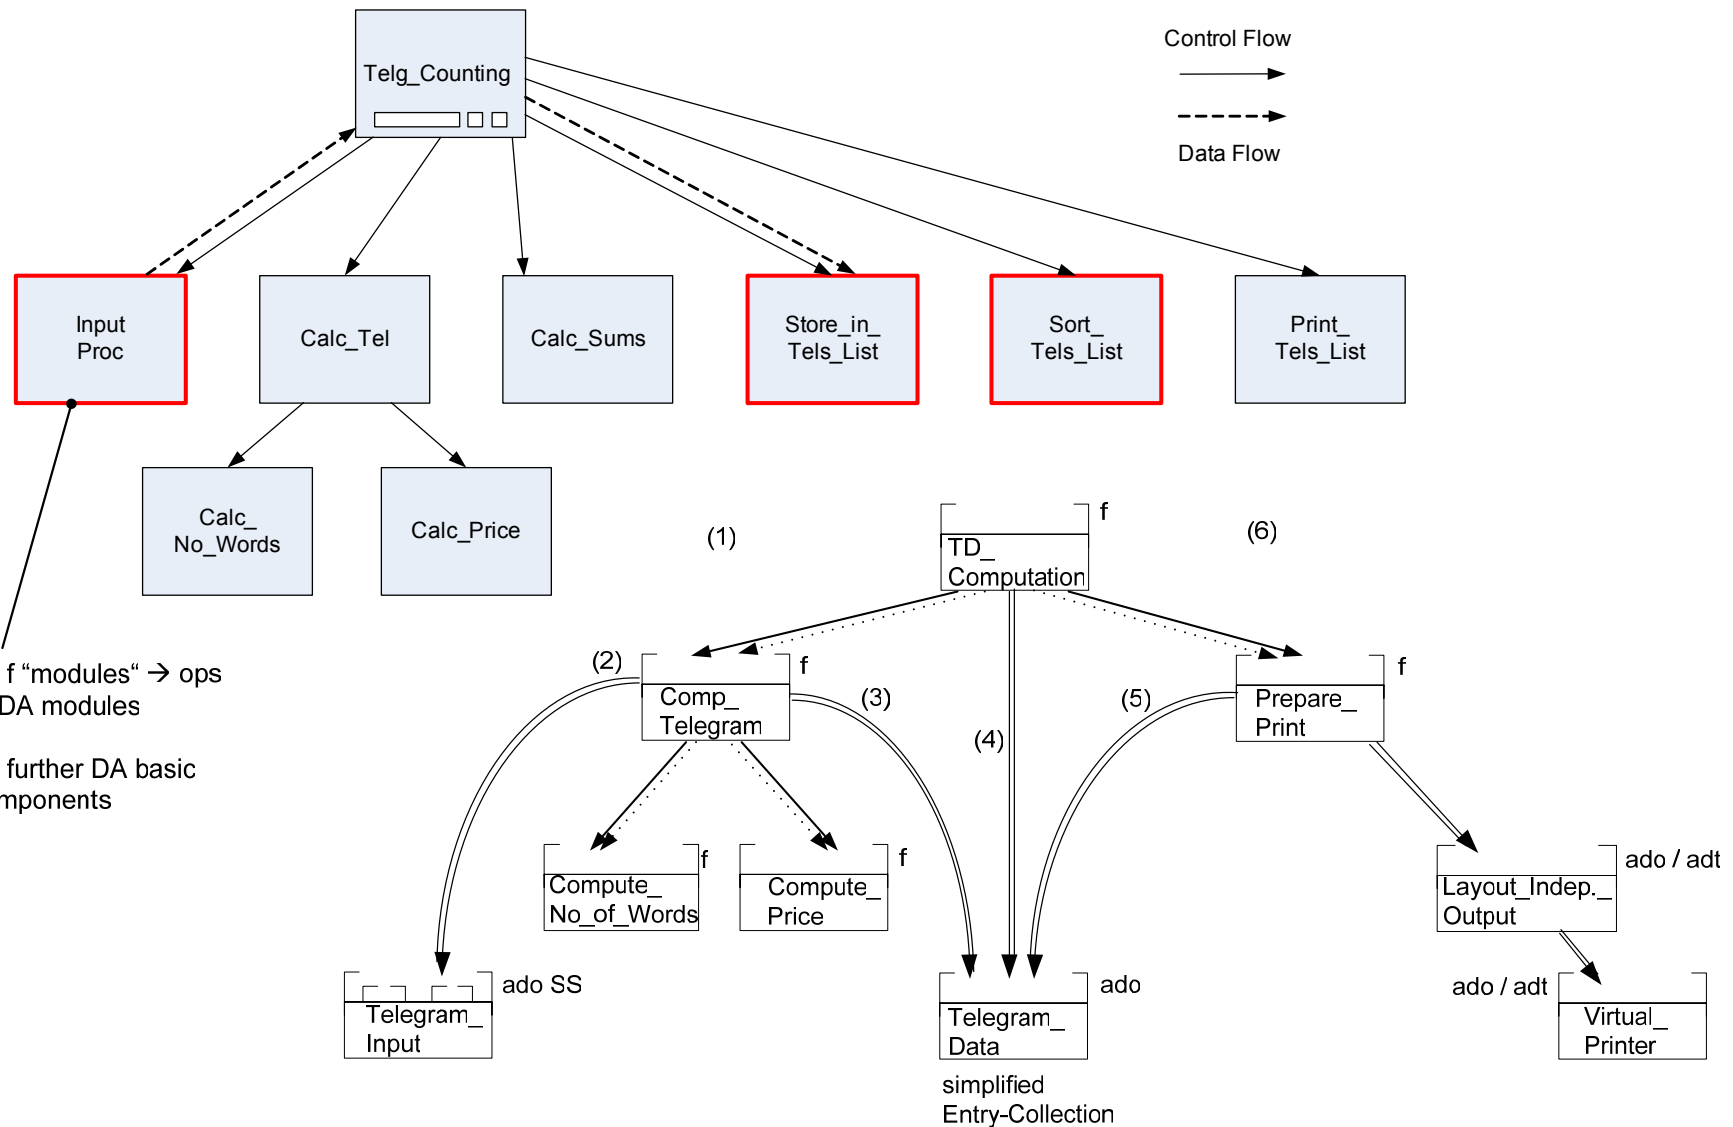 Telg_Counting
Control Flow
Data Flow
Input
Proc
Calc_Tel
Calc_Sums
Store_in_
Tels_List
Sort_
Tels_List
Print_
Tels_List
Calc_
No_Words
Calc_Price
f “modules“ → ops
DA modules
further DA basic
mponents
(1)
(6)
f
TD_
Computation
(2)
f
Comp_
Telegram
(3)
(4)
(5)
f
Prepare_
Print
f
Compute_
No_of_Words
f
Compute_
Price
ado / adt
Layout_Indep._
Output
ado SS
Telegram_
Input
ado
Telegram_
Data
simplified
Entry-Collection
ado / adt
Virtual_
Printer